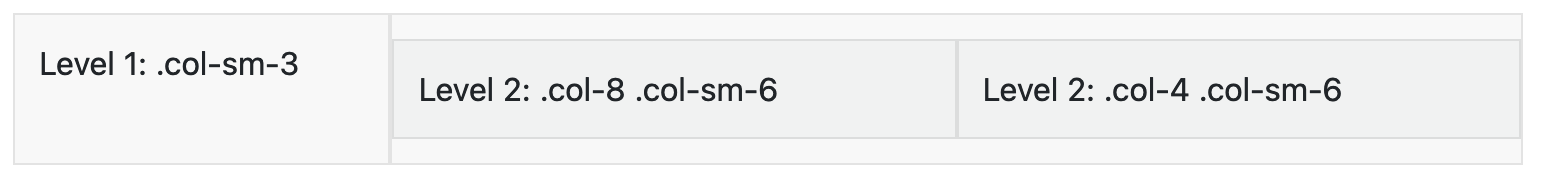 Level 1: .col-sm-3
Level 2: .col-8 .col-sm-6
Level 2: .col-4 .col-sm-6